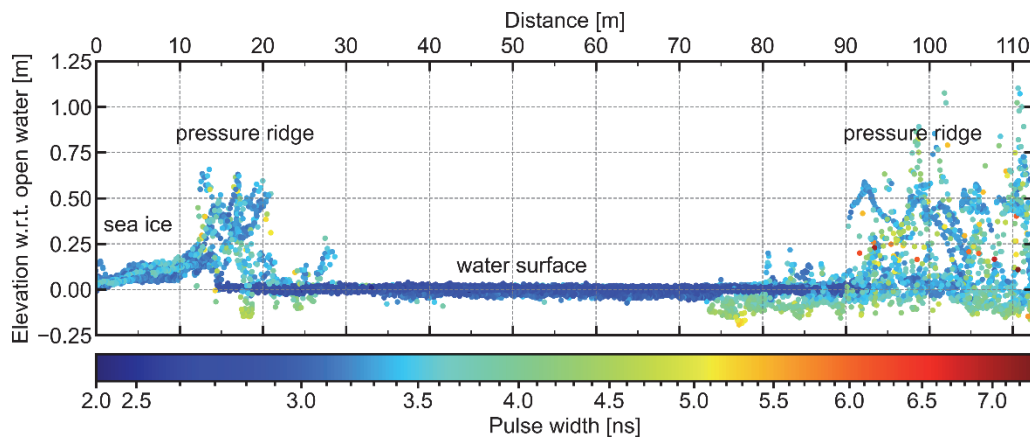 Distance [m]
0 10 20 30 40 50 60 70 80 90 100 110
Elevation w.r.t. open water [m]
1.25
1.00
0.75
0.50
0.25
0.00
−0.25
pressure ridge pressure ridge
sea ice
water surface
2.0 2.5 3.0 3.5 4.0 4.5 5.0 5.5 6.0 6.5 7.0
Pulse width [ns]